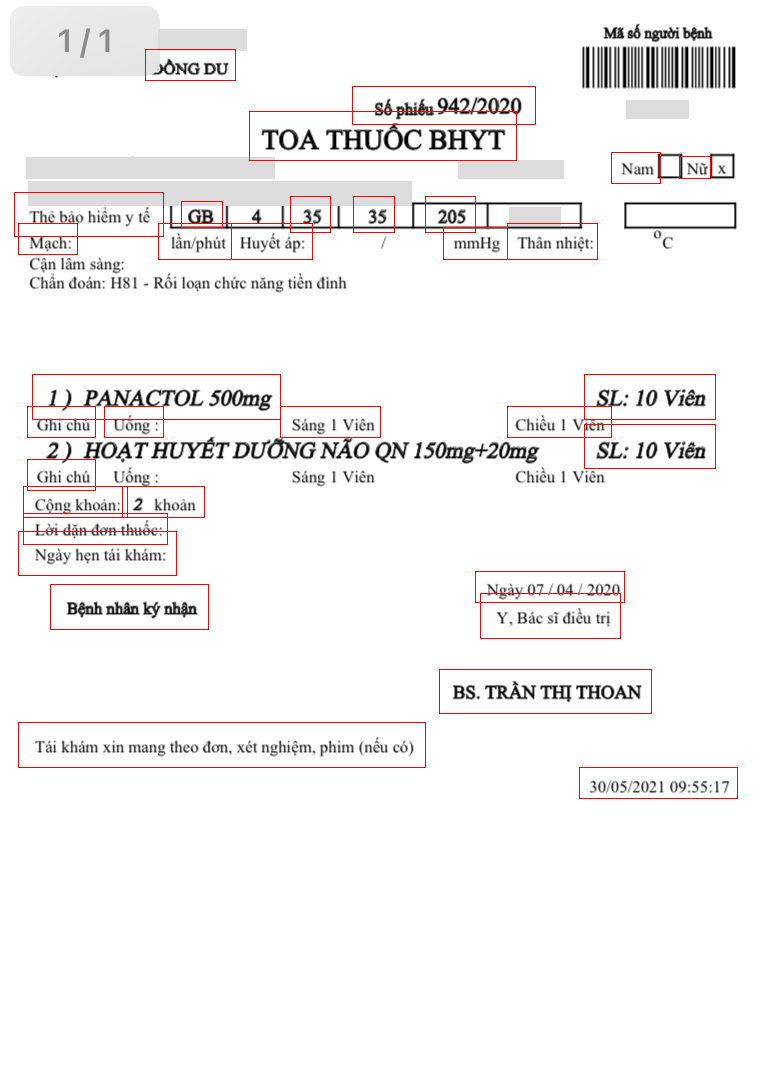 1/1
Mã số người bệnh
ĐÔNG DU
Số phiếu 942/2020
TOA THUỐC BHYT
Nam Nữ x
Thẻ bảo hiểm y tế GB 4 35 35 205
Mạch: lần/phút Huyết áp: / mmHg Thân nhiệt: °C
Cận lâm sàng:
Chẩn đoán: H81 - Rối loạn chức năng tiền đình
1 ) PANACTOL 500mg SL: 10 Viên
Ghi chú Uống : Sáng 1 Viên Chiều 1 Viên
2 ) HOẠT HUYẾT DƯỠNG NÃO QN 150mg+20mg SL: 10 Viên
Ghi chú Uống : Sáng 1 Viên Chiều 1 Viên
Cộng khoản: 2 khoản
Lời dặn đơn thuốc:
Ngày hẹn tái khám:
Ngày 07 / 04 / 2020
Bệnh nhân ký nhận Y, Bác sĩ điều trị
BS. TRẦN THỊ THOAN
Tái khám xin mang theo đơn, xét nghiệm, phim (nếu có)
30/05/2021 09:55:17